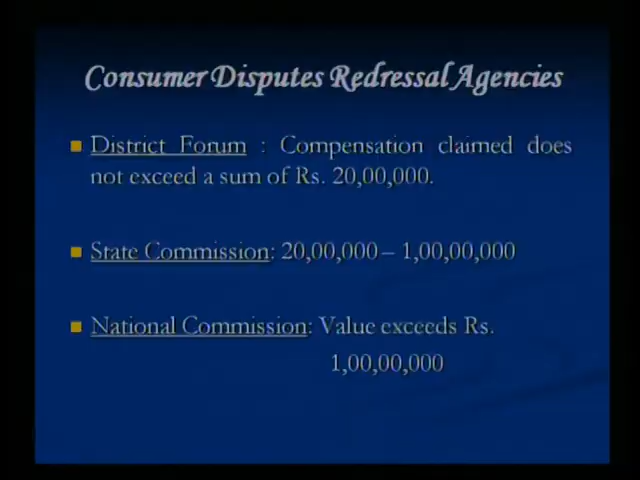 Consumer Disputes Redressal Agencies
District Forum : Compensation claimed does
not exceed a sum of Rs. 20,00,000.
State Commission: 20,00,000 – 1,00,00,000
National Commission: Value exceeds Rs.
1,00,00,000